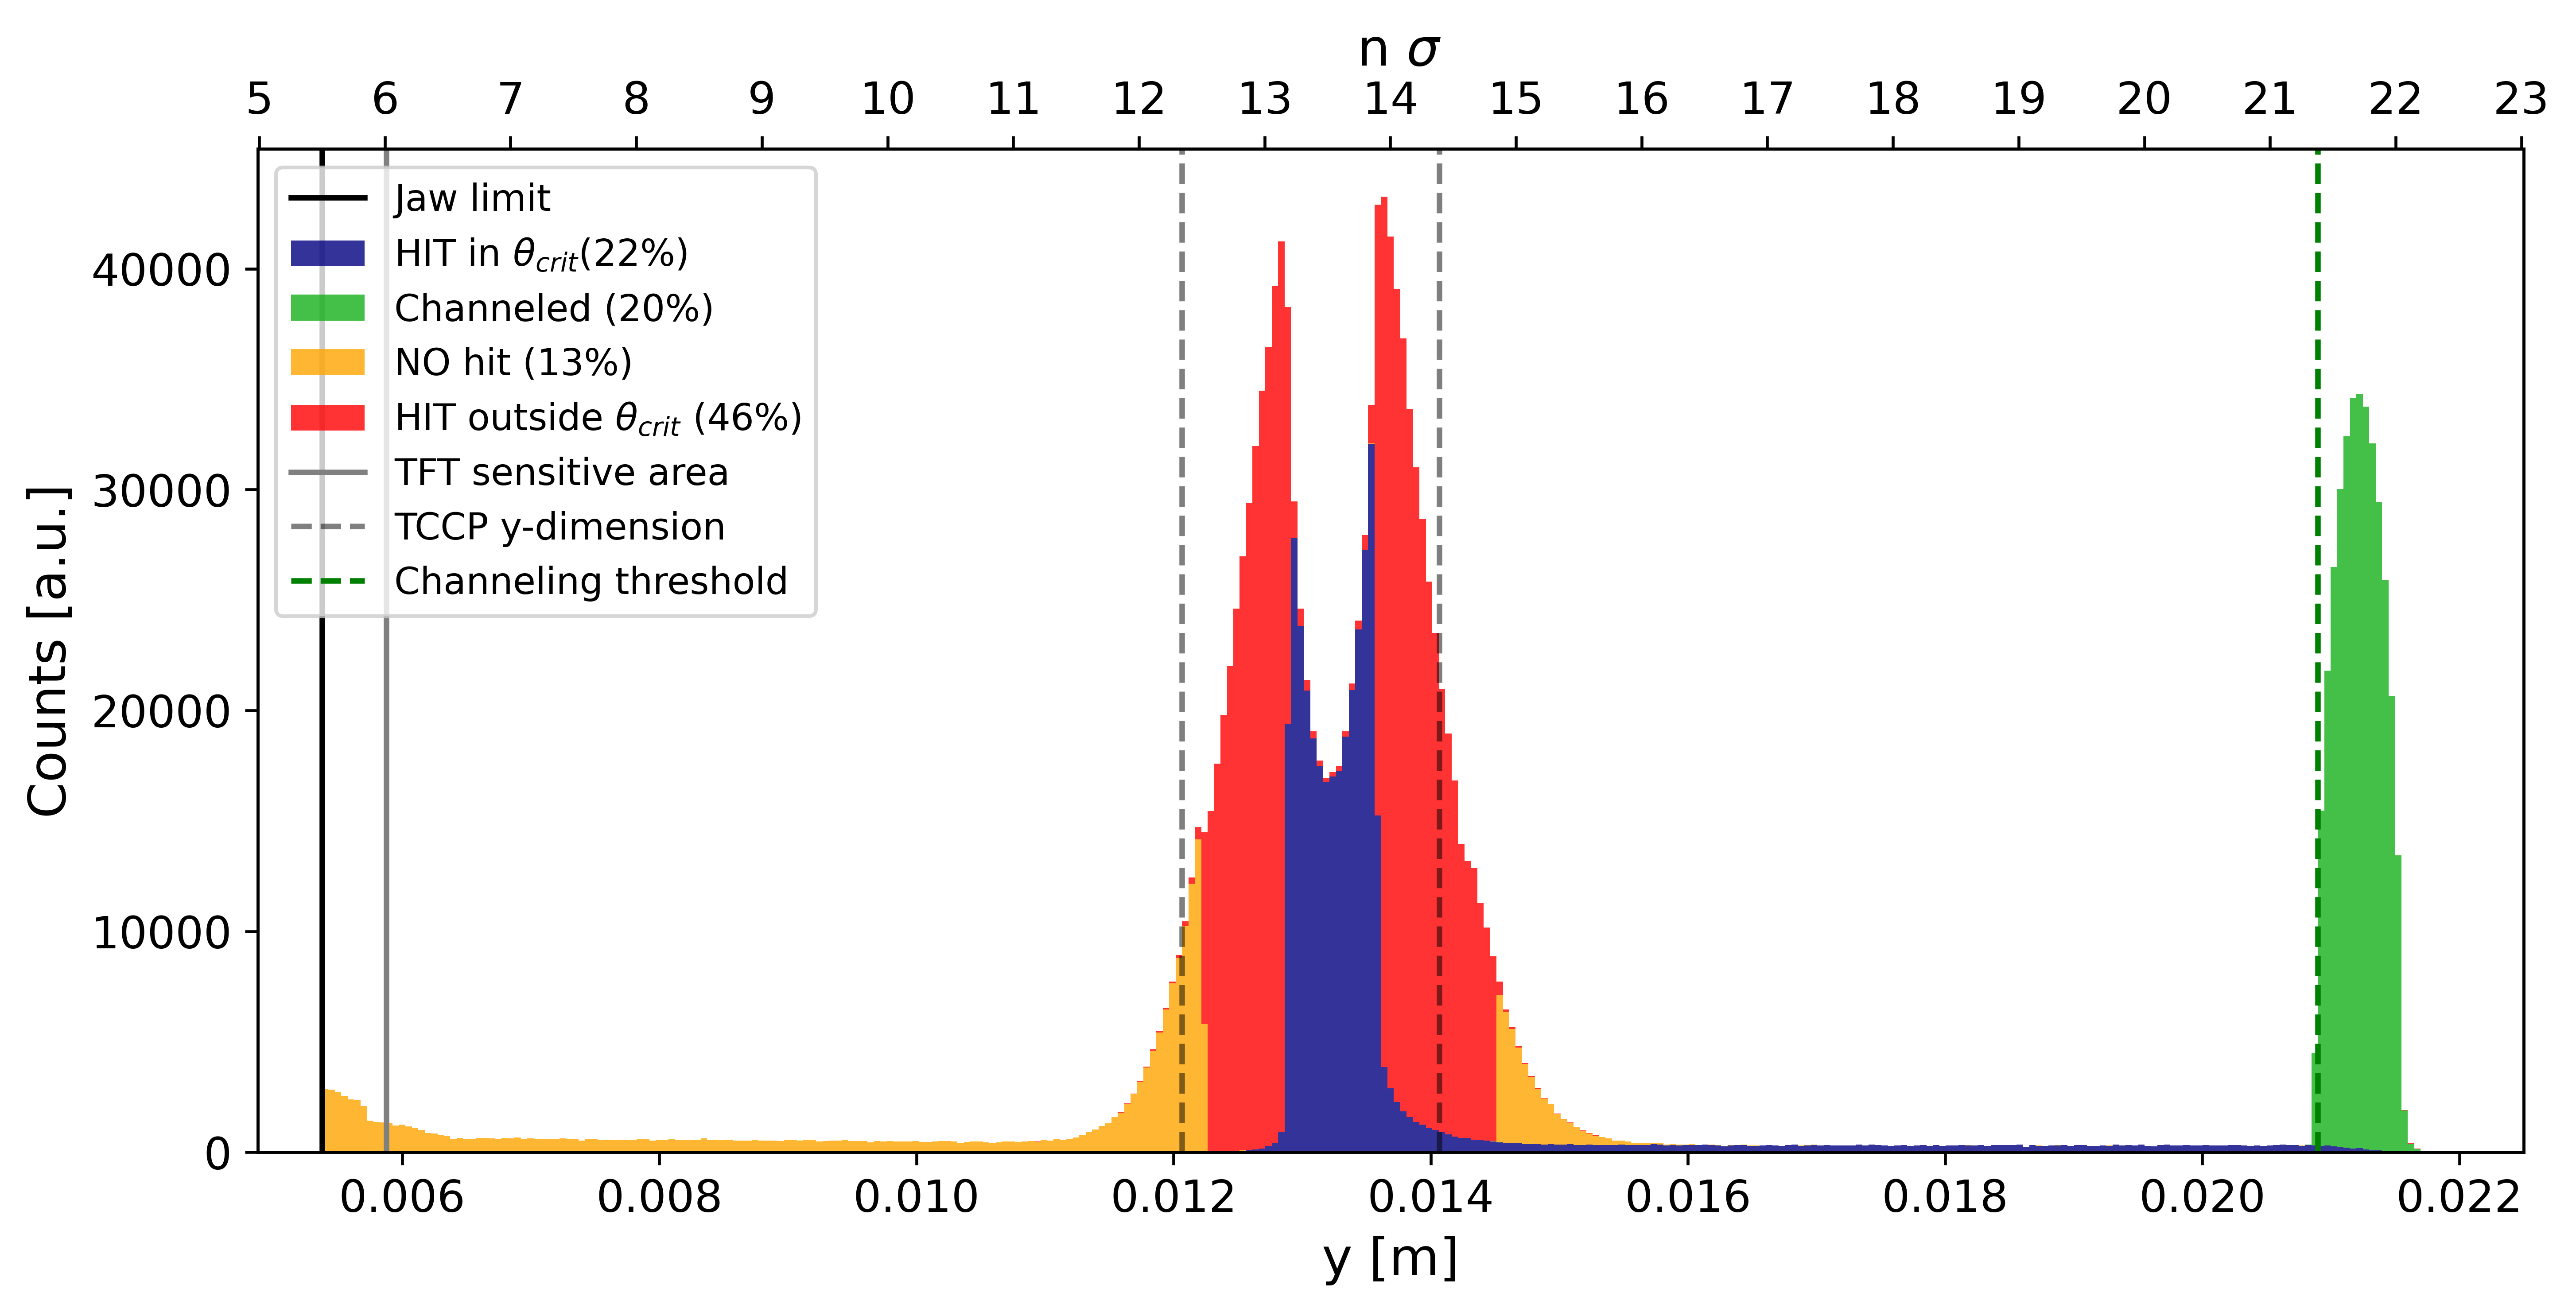 n σ
5 6 7 8 9 10 11 12 13 14 15 16 17 18 19 20 21 22 23
Jaw limit
HIT in θcrit(22%)
Channeled (20%)
NO hit (13%)
HIT outside θcrit (46%)
TFT sensitive area
TCCP y-dimension
Channeling threshold
Counts [a.u.]
40000
30000
20000
10000
0
0.006 0.008 0.010 0.012 0.014 0.016 0.018 0.020 0.022
y [m]